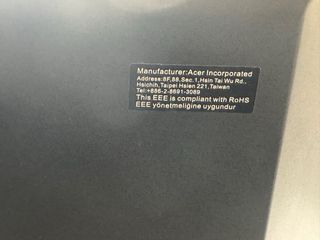 Manufacturer:Acer Incorporated
Address:8F,88,Sec.1,Hsin Tai Wu Rd.,
Hsichih,Taipei Hsien 221,Taiwan
Tel:+886-2-8691-3089
This EEE is compliant with RoHS
EEE yönetmeliğine uygundur